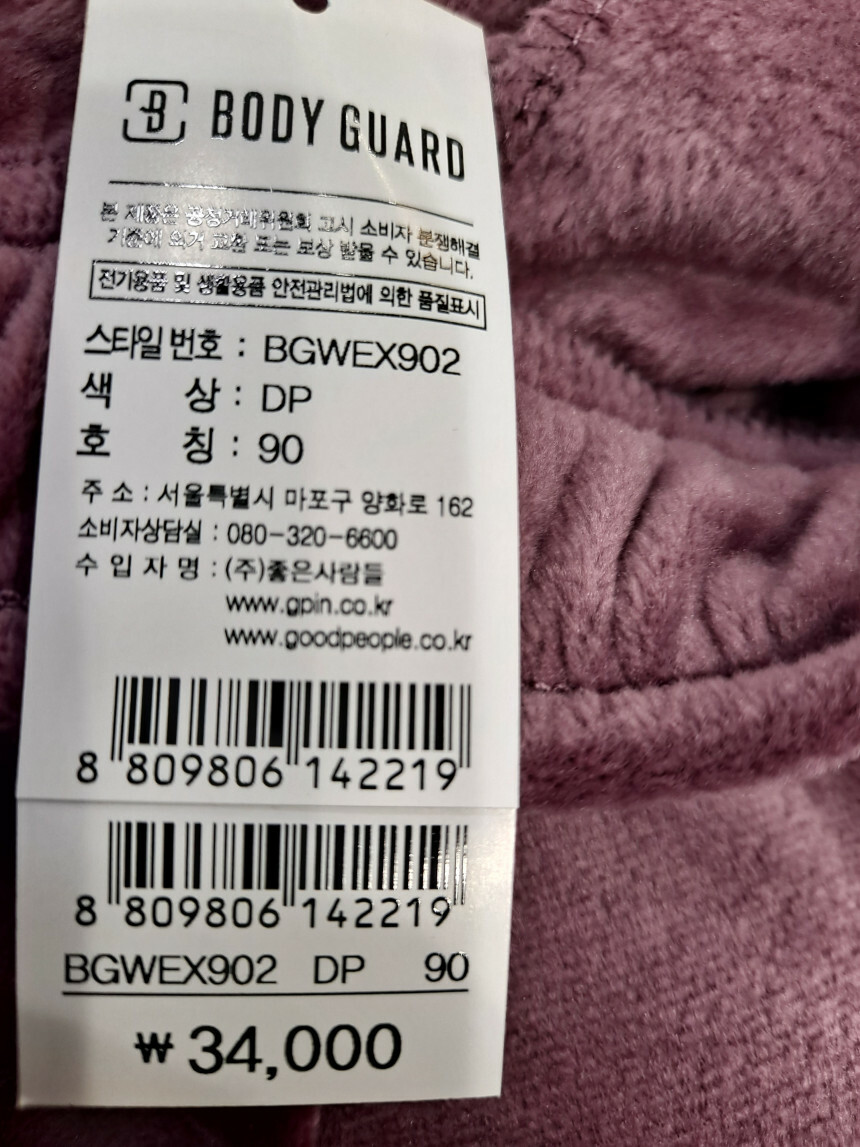 B BODY GUARD
본 제품은 공정거래위원회 고시 소비자 분쟁해결
기준에 의거 교환 또는 보상 받을 수 있습니다.
전기용품 및 생활용품 안전관리법에 의한 품질표시
스타일번호 : BGWEX902
색 상 : DP
호 칭 : 90
주 소 : 서울특별시 마포구 양화로 162
소비자상담실 : 080-320-6600
수 입 자 명 : (주)좋은사람들
www.gpin.co.kr
www.goodpeople.co.kr
8 809806 142219
8 809806 142219
BGWEX902 DP 90
₩34,000